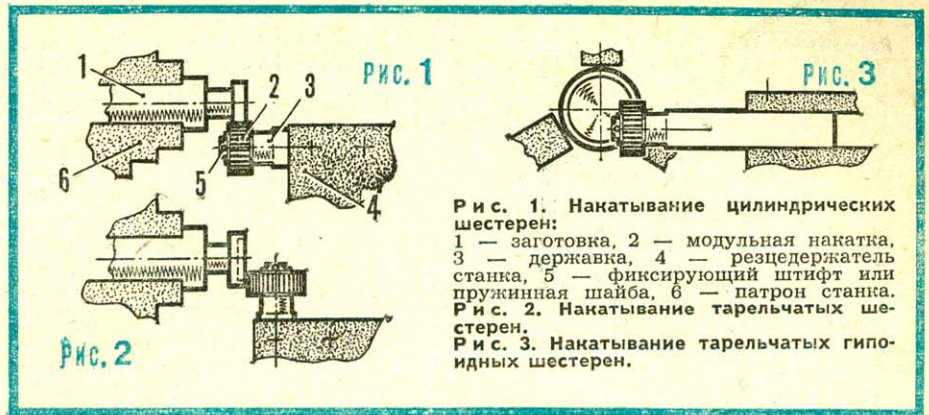 Рис. 1
1
2
3
4
5
6
Рис. 2
Рис. 3
Рис. 1. Накатывание цилиндрических
шестерен:
1 — заготовка, 2 — модульная накатка,
3 — державка, 4 — резцедержатель
станка, 5 — фиксирующий штифт или
пружинная шайба, 6 — патрон станка.
Рис. 2. Накатывание тарельчатых ше-
стерен.
Рис. 3. Накатывание тарельчатых гипо-
идных шестерен.